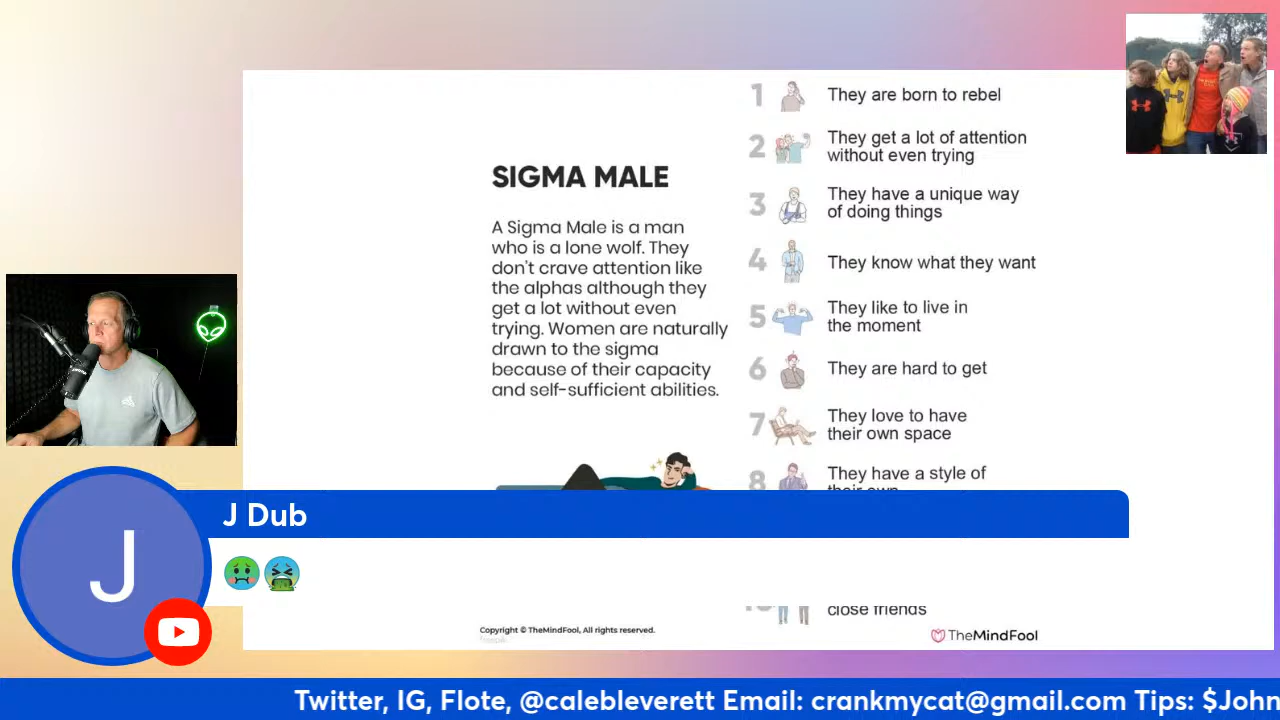 SIGMA MALE
A Sigma Male is a man
who is a lone wolf. They
don't crave attention like
the alphas although they
get a lot without even
trying. Women are naturally
drawn to the sigma
because of their capacity
and self-sufficient abilities.
1 They are born to rebel
2 They get a lot of attention
without even trying
3 They have a unique way
of doing things
4 They know what they want
5 They like to live in
the moment
6 They are hard to get
7 They love to have
their own space
8 They have a style of
their own
close friends
Copyright © TheMindFool, All rights reserved.
TheMindFool
J
J Dub
Twitter, IG, Flote, @calebleverett Email: crankmycat@gmail.com Tips: $John